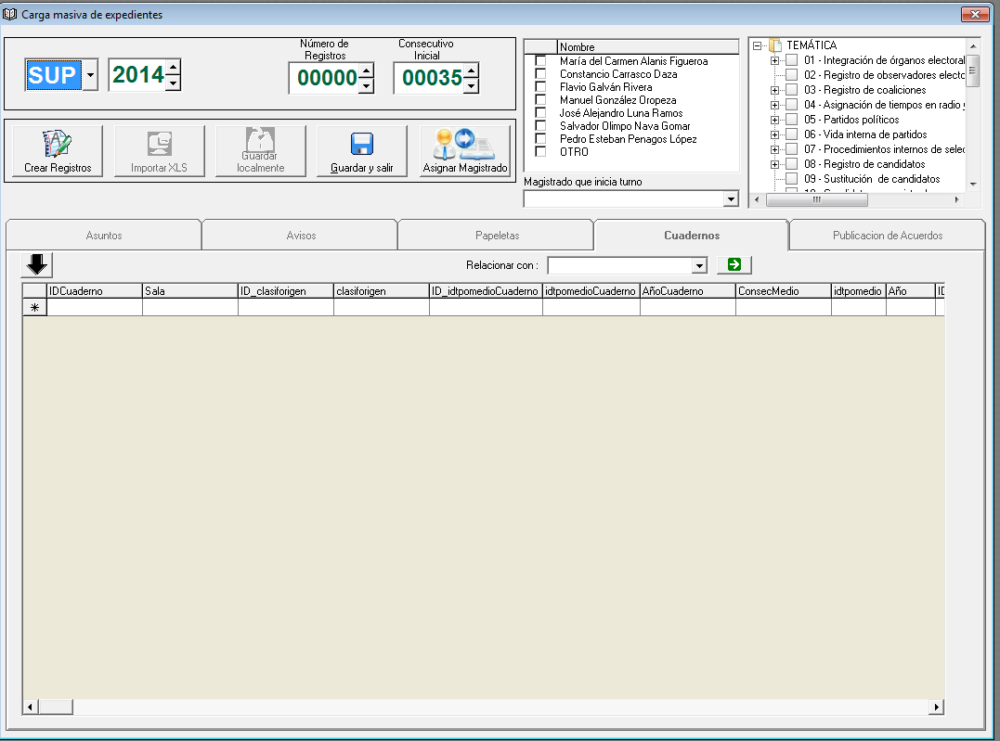 Carga masiva de expedientes
SUP
2014
Número de
Registros
00000
Consecutivo
Inicial
00035
Crear Registros
Importar XLS
Guardar
localmente
Guardar y salir
Asignar Magistrado
Nombre
María del Carmen Alanis Figueroa
Constancio Carrasco Daza
Flavio Galván Rivera
Manuel González Oropeza
José Alejandro Luna Ramos
Salvador Olimpo Nava Gomar
Pedro Esteban Penagos López
OTRO
Magistrado que inicia turno
TEMÁTICA
01 - Integración de órganos electoral
02 - Registro de observadores electo
03 - Registro de coaliciones
04 - Asignación de tiempos en radio
05 - Partidos políticos
06 - Vida interna de partidos
07 - Procedimientos internos de selec
08 - Registro de candidatos
09 - Sustitución de candidatos
Asuntos
Avisos
Papeletas
Cuadernos
Publicacion de Acuerdos
Relacionar con :
IDCuaderno Sala ID_clasiforigen clasiforigen ID_idtpomedioCuaderno idtpomedioCuaderno AñoCuaderno ConsecMedio idtpomedio Año ID